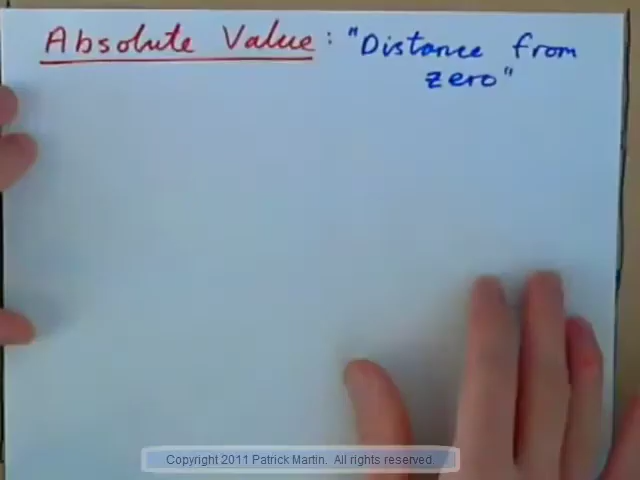 Absolute Value: "Distance from
zero"
Copyright 2011 Patrick Martin. All rights reserved.